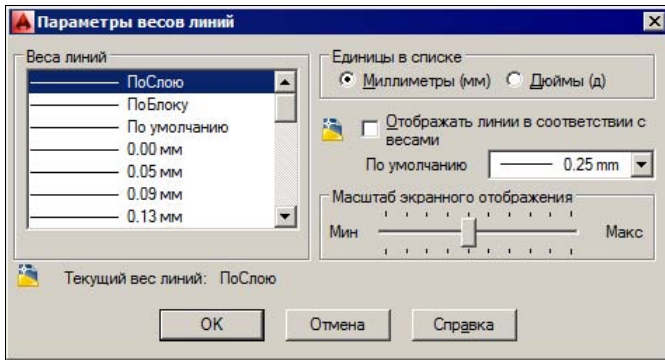 Параметры весов линий
Веса линий
ПоСлою
ПоБлоку
По умолчанию
0.00 мм
0.05 мм
0.09 мм
0.13 мм
Единицы в списке
Миллиметры (мм)
Дюймы (д)
Отображать линии в соответствии с
весами
По умолчанию
0.25 mm
Масштаб экранного отображения
Мин
Макс
Текущий вес линий: ПоСлою
OK
Отмена
Справка